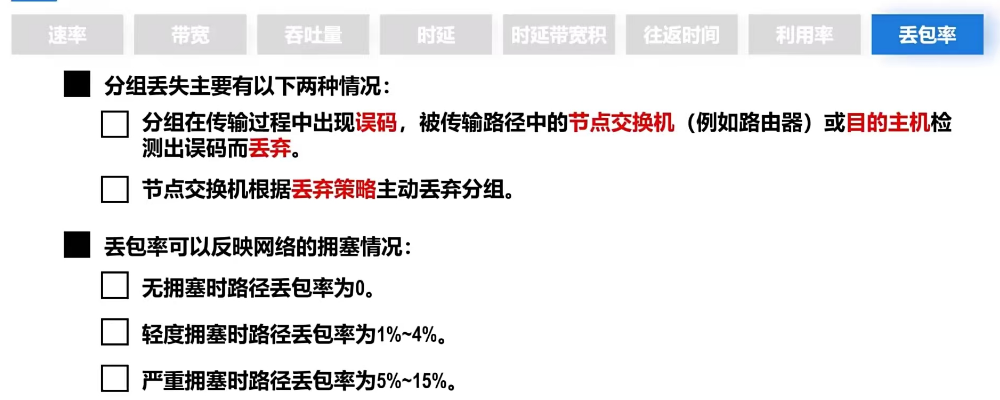 速率 带宽 吞吐量 时延 时延带宽积 往返时间 利用率 丢包率
分组丢失主要有以下两种情况：
分组在传输过程中出现误码，被传输路径中的节点交换机（例如路由器）或目的主机检
测出误码而丢弃。
节点交换机根据丢弃策略主动丢弃分组。
丢包率可以反映网络的拥塞情况：
无拥塞时路径丢包率为0。
轻度拥塞时路径丢包率为1%~4%。
严重拥塞时路径丢包率为5%~15%。